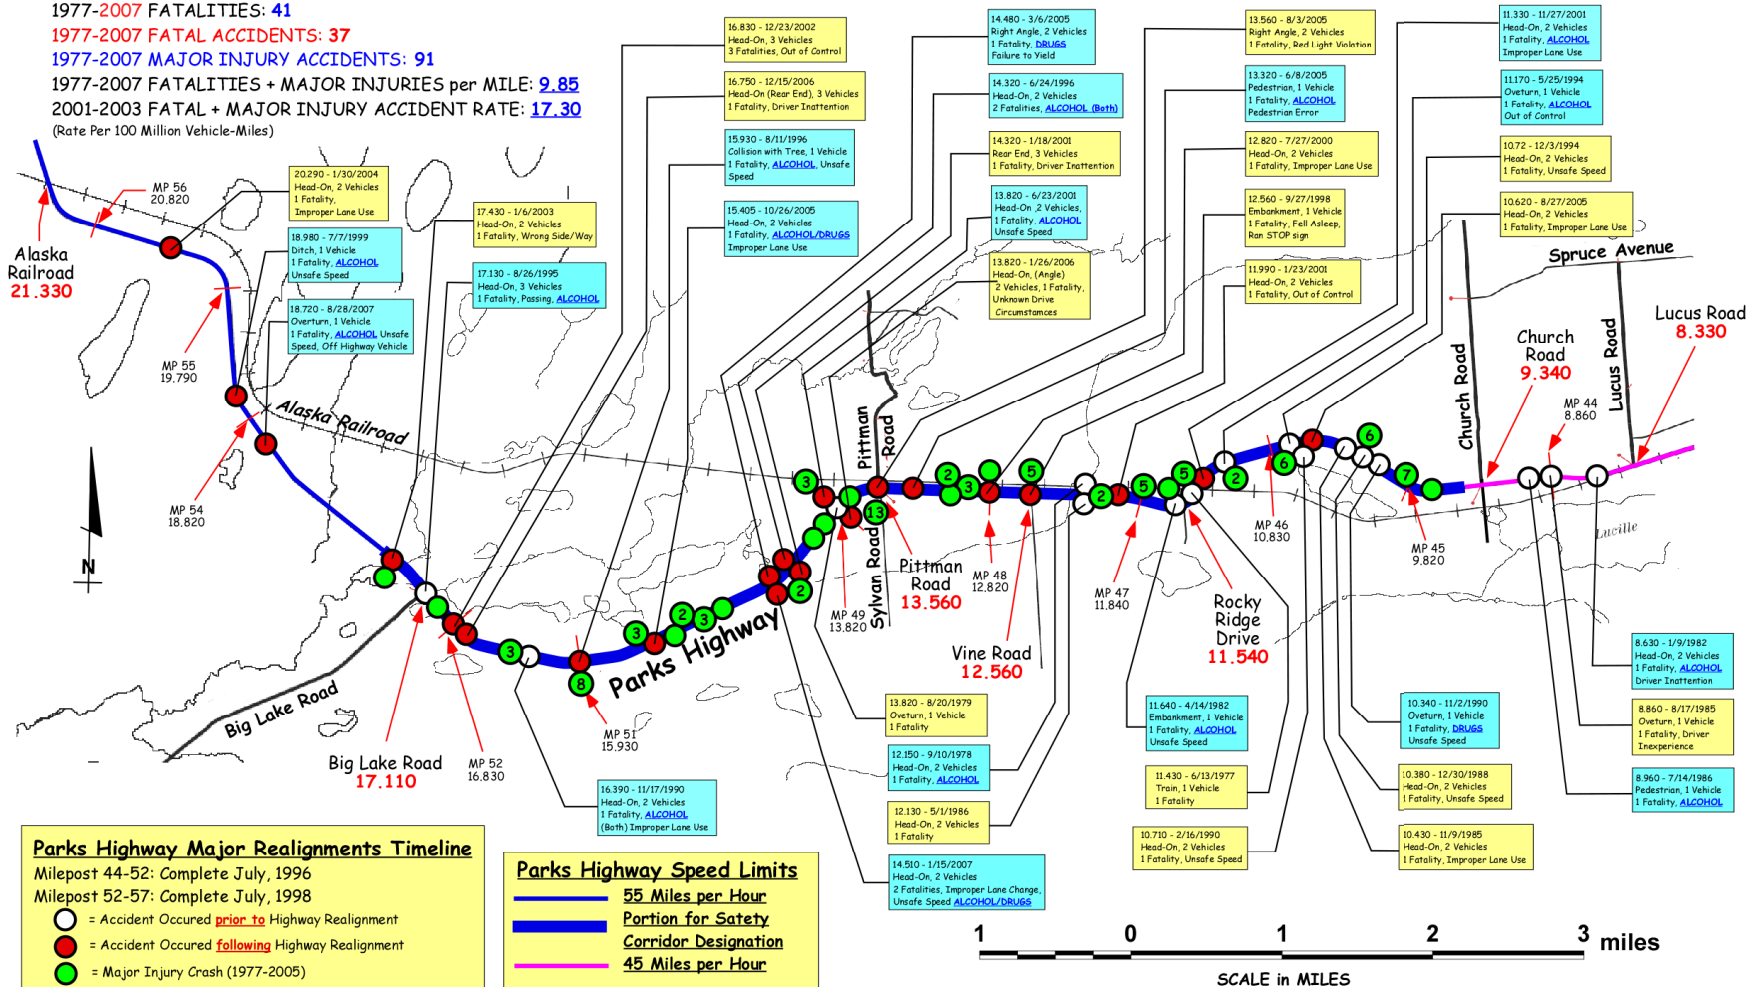 1977-2007 FATALITIES: 41
1977-2007 FATAL ACCIDENTS: 37
1977-2007 MAJOR INJURY ACCIDENTS: 91
1977-2007 FATALITIES + MAJOR INJURIES per MILE: 9.85
2001-2003 FATAL + MAJOR INJURY ACCIDENT RATE: 17.30
(Rate Per 100 Million Vehicle-Miles)
16.830 - 12/23/2002
Head-On, 3 Vehicles
3 Fatalities, Out of Control
16.750 - 12/15/2006
Head-On (Rear End), 3 Vehicles
1 Fatality, Driver Inattention
15.930 - 8/11/1996
Collision with Tree, 1 Vehicle
1 Fatality, ALCOHOL, Unsafe
Speed
15.405 - 10/26/2005
Head-On, 2 Vehicles
1 Fatality, ALCOHOL/DRUGS
Improper Lane Use
14.480 - 3/6/2005
Right Angle, 2 Vehicles
1 Fatality, DRUGS
Failure to Yield
14.320 - 6/24/1996
Head-On, 2 Vehicles
2 Fatalities, ALCOHOL (Both)
14.320 - 1/18/2001
Rear End, 3 Vehicles
1 Fatality, Driver Inattention
13.820 - 6/23/2001
Head-On ,2 Vehicles,
1 Fatality, ALCOHOL
Unsafe Speed
13.820 - 1/26/2006
Head-On, (Angle)
2 Vehicles, 1 Fatality,
Unknown Drive
Circumstamces
13.560 - 8/3/2005
Right Angle, 2 Vehicles
1 Fatality, Red Light Violation
13.320 - 6/8/2005
Pedestrian, 1 Vehicle
1 Fatality, ALCOHOL
Pedestrian Error
12.820 - 7/27/2000
Head-On, 2 Vehicles
1 Fatality, Improper Lane Use
12.560 - 9/27/1998
Embankment, 1 Vehicle
1 Fatality, Fell Asleep,
Ran STOP sign
11.990 - 1/23/2001
Head-On, 2 Vehicles
1 Fatality, Out of Control
11.330 - 11/27/2001
Head-On, 2 Vehicles
1 Fatality, ALCOHOL
Improper Lane Use
11.170 - 5/25/1994
Overturn, 1 Vehicle
1 Fatality, ALCOHOL
Out of Control
10.72 - 12/3/1994
Head-On, 2 Vehicles
1 Fatality, Unsafe Speed
10.620 - 8/27/2005
Head-On, 2 Vehicles
1 Fatality, Improper Lane Use
Spruce Avenue
MP 56
20.820
20.290 - 1/30/2004
Head-On, 2 Vehicles
1 Fatality,
Improper Lane Use
17.430 - 1/6/2003
Head-On, 2 Vehicles
1 Fatality, Wrong Side/Way
18.980 - 7/7/1999
Ditch, 1 Vehicle
1 Fatality, ALCOHOL
Unsafe Speed
17.130 - 8/26/1995
Head-On, 3 Vehicles
1 Fatality, Passing, ALCOHOL
18.720 - 8/28/2007
Overturn, 1 Vehicle
1 Fatality, ALCOHOL Unsafe
Speed, Off Highway Vehicle
Alaska
Railroad
21.330
MP 55
19.790
Alaska Railroad
MP 54
18.820
N
Lucus Road
8.330
Church
Road
9.340
MP 44
8.860
Church Road
Lucus Road
Pittman
Road
6
6
7
3
2
3
5
2
5
5
2
13
MP 46
10.830
MP 45
9.820
Lucille
Sylvan Road
Pittman
Road
13.560
MP 48
12.820
MP 47
11.840
MP 49
13.820
Vine Road
12.560
Rocky
Ridge
Drive
11.540
2
2
3
3
3
8
Parks Highway
Big Lake Road
Big Lake Road
17.110
MP 52
16.830
MP 51
15.930
16.390 - 11/17/1990
Head-On, 2 Vehicles
1 Fatality, ALCOHOL
(Both) Improper Lane Use
13.820 - 8/20/1979
Oveturn, 1 Vehicle
1 Fatality
12.150 - 9/10/1978
Head-On, 2 Vehicles
1 Fatality, ALCOHOL
12.130 - 5/1/1986
Head-On, 2 Vehicles
1 Fatality
14.510 - 1/15/2007
Head-On, 2 Vehicles
2 Fatalities, Improper Lane Change,
Unsafe Speed ALCOHOL/DRUGS
11.640 - 4/14/1982
Embankment, 1 Vehicle
1 Fatality, ALCOHOL
Unsafe Speed
11.430 - 6/13/1977
Train, 1 Vehicle
1 Fatality
10.710 - 2/16/1990
Head-On, 2 Vehicles
1 Fatality, Unsafe Speed
10.340 - 11/2/1990
Oveturn, 1 Vehicle
1 Fatality, DRUGS
Unsafe Speed
10.380 - 12/30/1988
Head-On, 2 Vehicles
1 Fatality, Unsafe Speed
10.430 - 11/9/1985
Head-On, 2 Vehicles
1 Fatality, Improper Lane Use
8.630 - 1/9/1982
Head-On, 2 Vehicles
1 Fatality, ALCOHOL
Driver Inattention
8.860 - 8/17/1985
Oveturn, 1 Vehicle
1 Fatality, Driver
Inexperience
8.960 - 7/14/1986
Pedestrian, 1 Vehicle
1 Fatality, ALCOHOL
Parks Highway Major Realignments Timeline
Milepost 44-52: Complete July, 1996
Milepost 52-57: Complete July, 1998
= Accident Occured prior to Highway Realignment
= Accident Occured following Highway Realignment
= Major Injury Crash (1977-2005)
Parks Highway Speed Limits
55 Miles per Hour
Portion for Satety
Corridor Designation
45 Miles per Hour
1 0 1 2 3 miles
SCALE in MILES